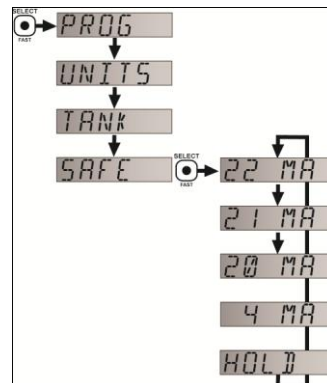 SELECT
PROG
FAST
UNITS
TANK
SAFE
SELECT
FAST
22 MA
21 MA
20 MA
4 MA
HOLD